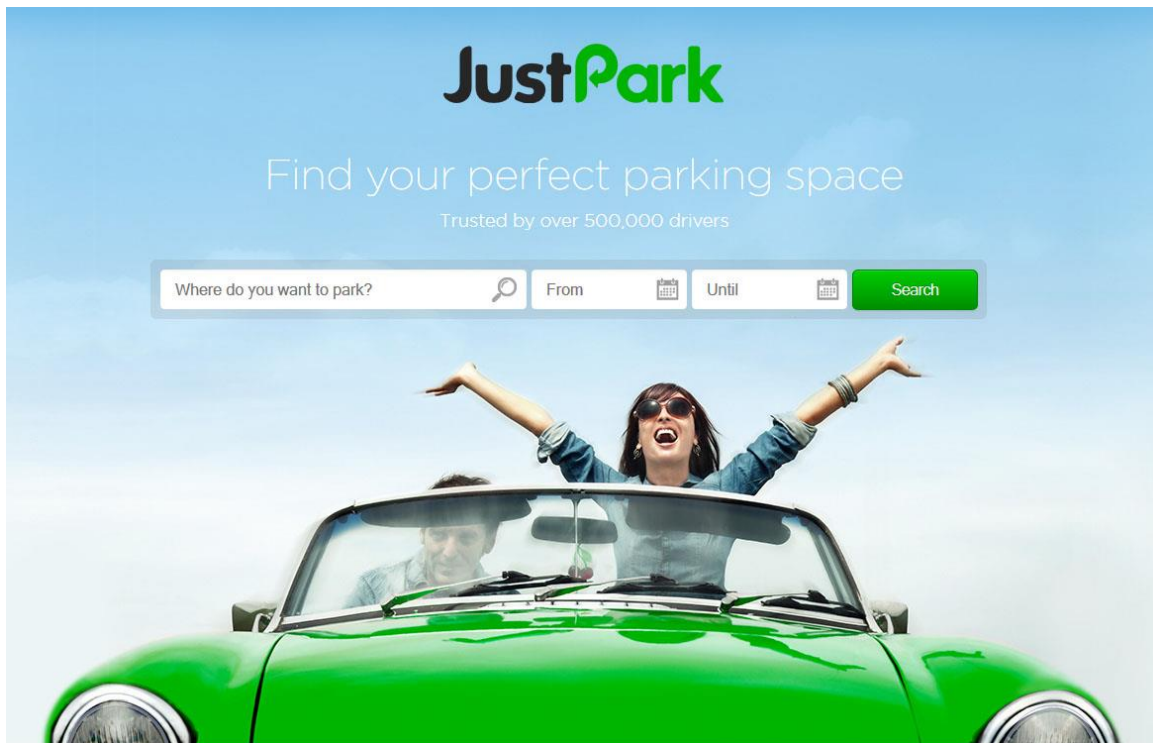 JustPark
Find your perfect parking space
Trusted by over 500,000 drivers
Where do you want to park? From Until Search